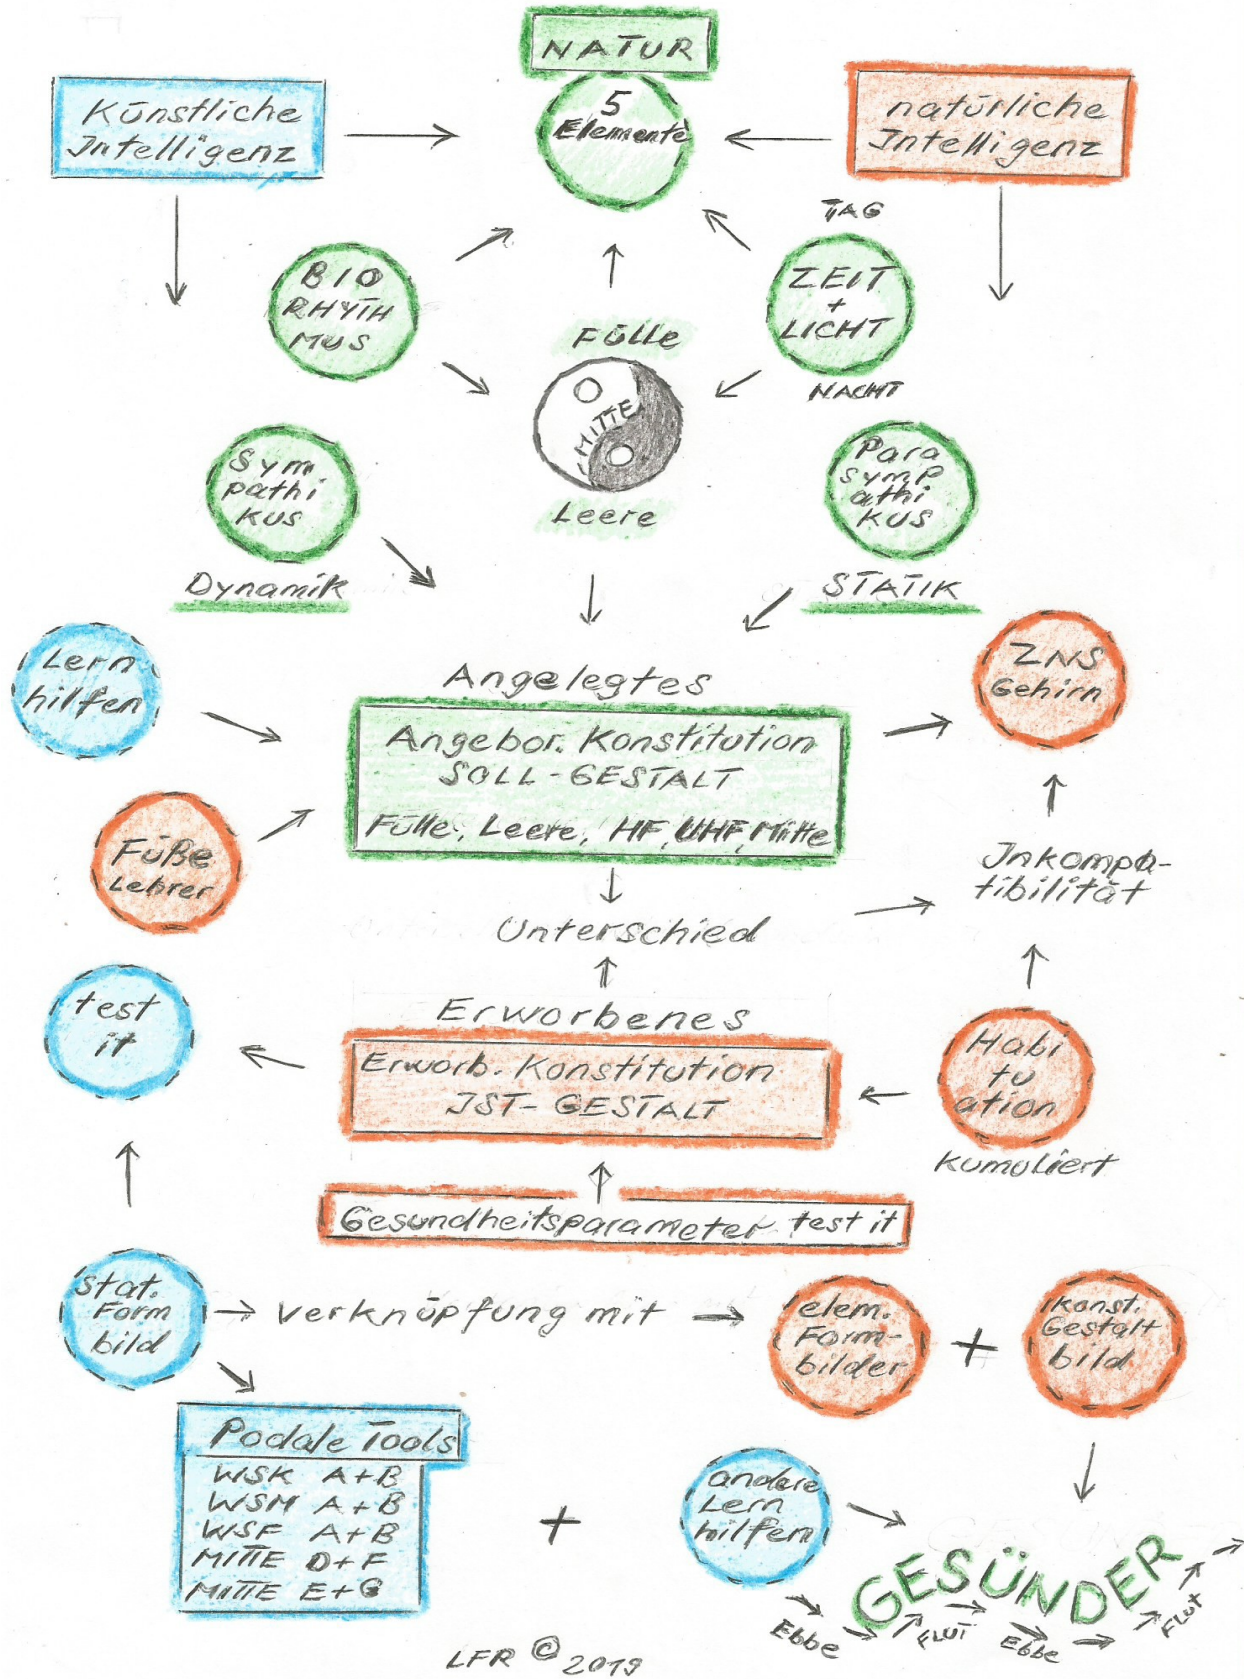 NATUR
5
Elemente
Künstliche
Intelligenz
natürliche
Intelligenz
BIO
RHYTH
MUS
TAG
ZEIT
+
LICHT
NACHT
Fülle
MITTE
Leere
Sym
pathi
KUS
Dynamik
Para
symp
athi
KUS
STATIK
Lern
hilfen
ZNS
Gehirn
Angelegtes
Angebor. Konstitution
SOLL-GESTALT
Fülle, Leere, HF, UHF, Mitte
Füße
Lehrer
Inkompa-
tibilität
Unterschied
test
it
Erworbenes
Erworb. Konstitution
IST-GESTALT
Habi
tu
ation
Kumuliert
Gesundheitsparameter test it
stat.
Form
bild
Verknüpfung mit
elem.
Form-
bilder
+
konst.
Gestalt
bild
Podale Tools
WSK A+B
WSM A+B
WSF A+B
MITTE D+F
MITTE E+G
+
andere
Lern
hilfen
GESÜNDER
Ebbe
FLUT
Ebbe
FLUT
LFR © 2019